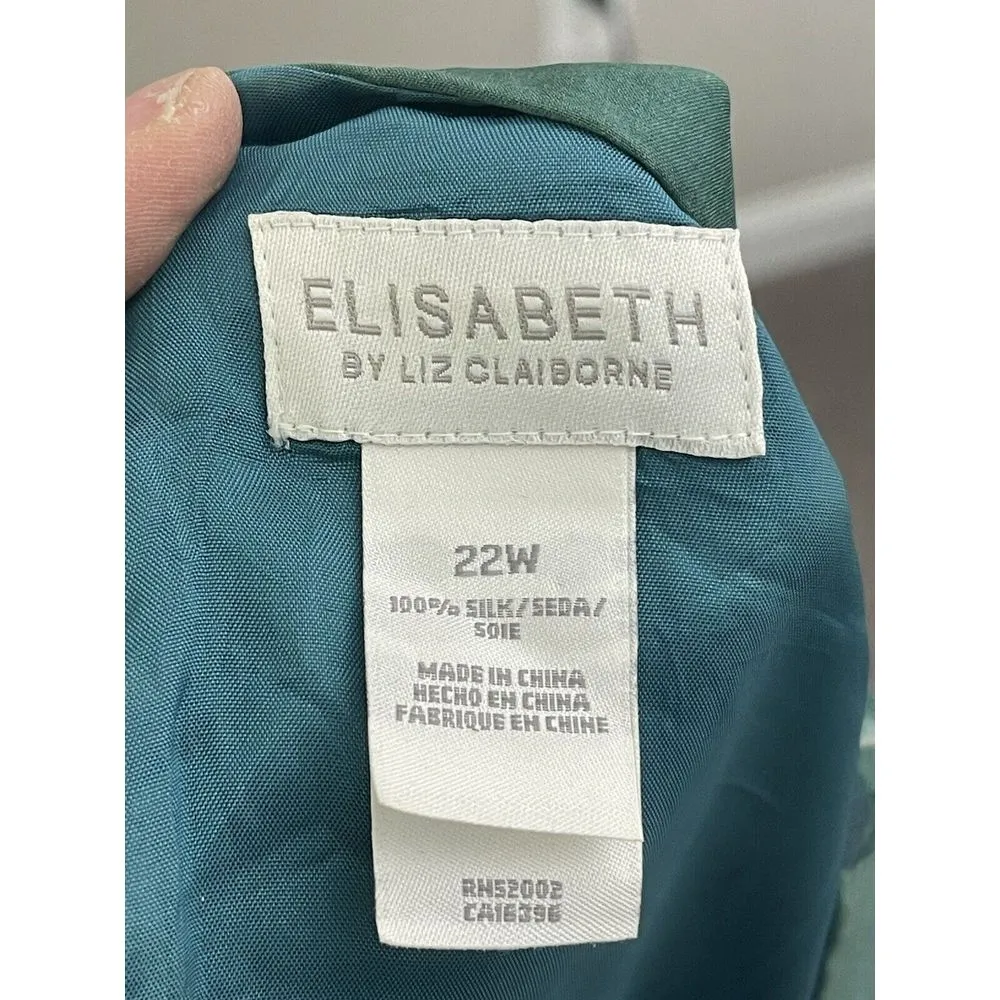 ELISABETH
BY LIZ CLAIBORNE
22W
100% SILK/SEDA/
SOIE
MADE IN CHINA
HECHO EN CHINA
FABRIQUE EN CHINE
RN52002
CA16396